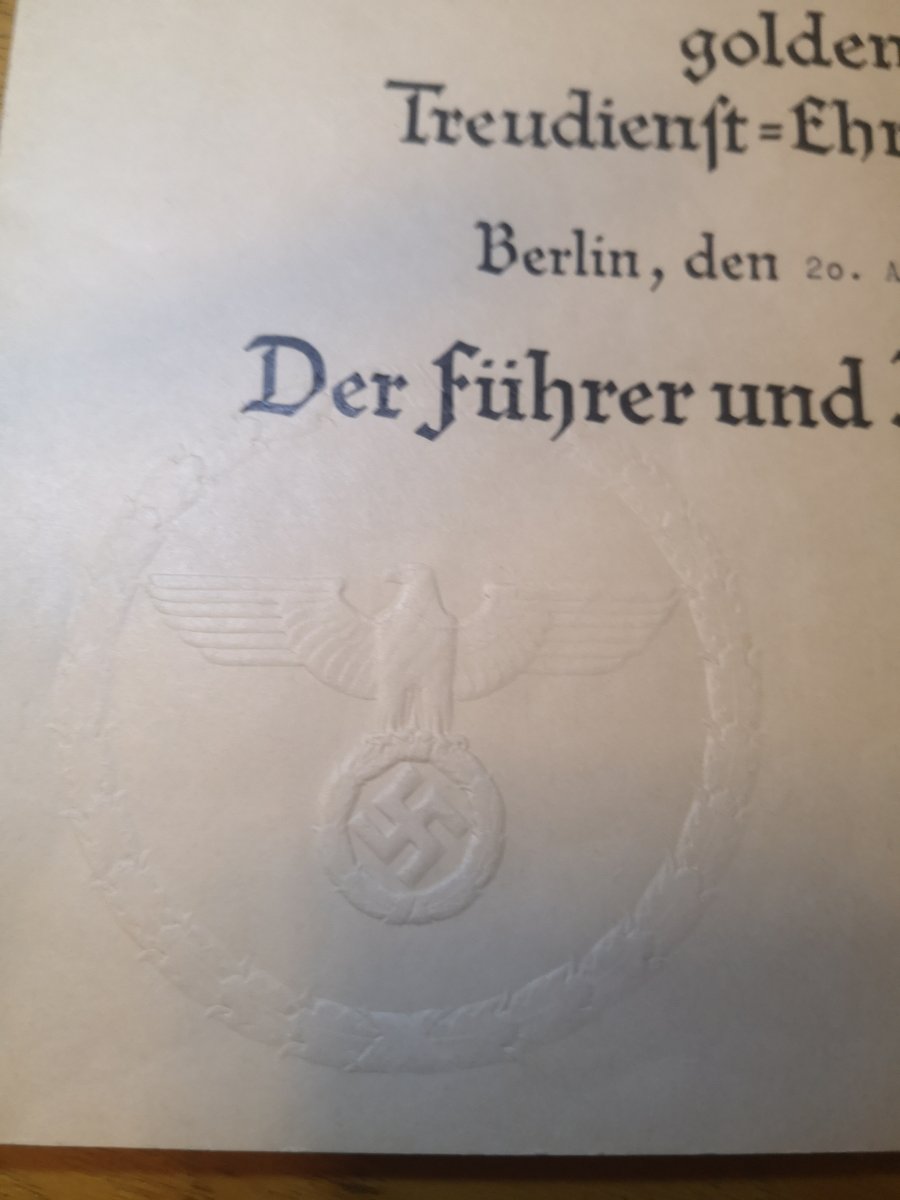 golden
Treudienſt=Ehr
Berlin, den 20. A
Der Führer und